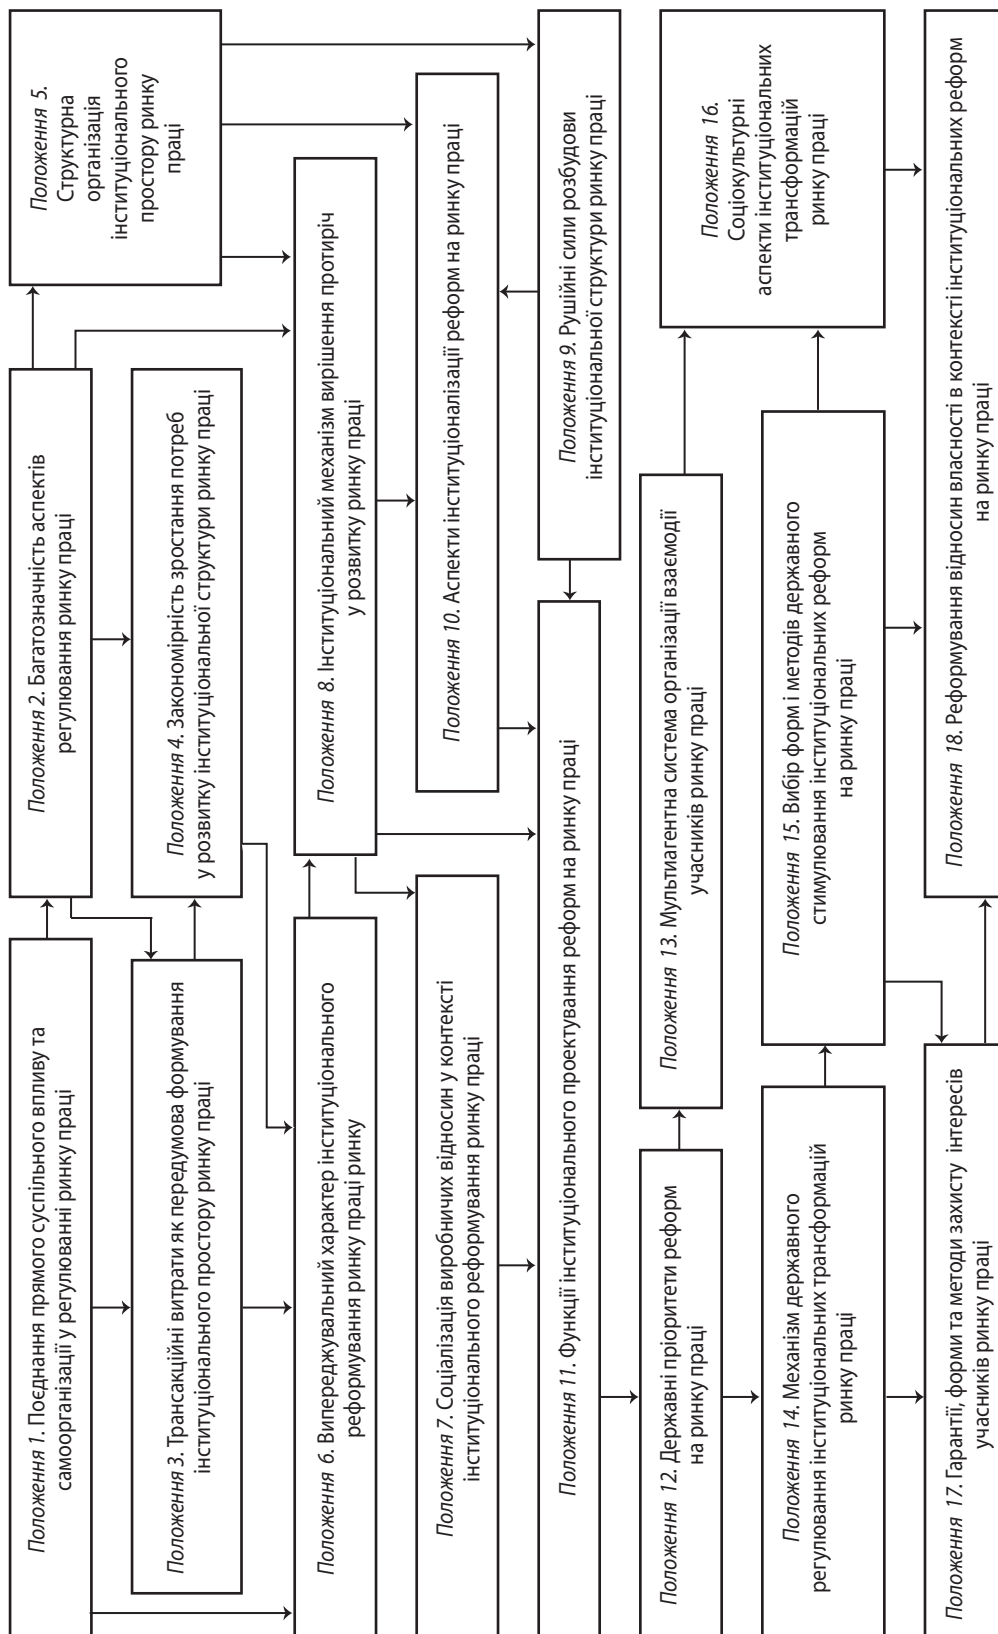 Положення 1. Поєднання прямого суспільного впливу та
самоорганізації у регулюванні ринку праці
Положення 2. Багатозначність аспектів
регулювання ринку праці
Положення 5.
Структурна
організація
інституціонального
простору ринку
праці
Положення 3. Трансакційні витрати як передумова формування
інституціонального простору ринку праці
Положення 4. Закономірність зростання потреб
у розвитку інституціональної структури ринку праці
Положення 6. Випереджувальний характер інституціонального
реформування ринку праці ринку
Положення 8. Інституціональний механізм вирішення протиріч
у розвитку ринку праці
Положення 7. Соціалізація виробничих відносин у контексті
інституціонального реформування ринку праці
Положення 10. Аспекти інституціоналізації реформ на ринку праці
Положення 11. Функції інституціонального проектування реформ на ринку праці
Положення 9. Рушійні сили розбудови
інституціональної структури ринку праці
Положення 12. Державні пріоритети реформ
на ринку праці
Положення 13. Мультиагентна система організації взаємодії
учасників ринку праці
Положення 16.
Соціокультурні
аспекти інституціональних
трансформацій
ринку праці
Положення 14. Механізм державного
регулювання інституціональних трансформацій
ринку праці
Положення 15. Вибір форм і методів державного
стимулювання інституціональних реформ
на ринку праці
Положення 17. Гарантії, форми та методи захисту інтересів
учасників ринку праці
Положення 18. Реформування відносин власності в контексті інституціональних реформ
на ринку праці